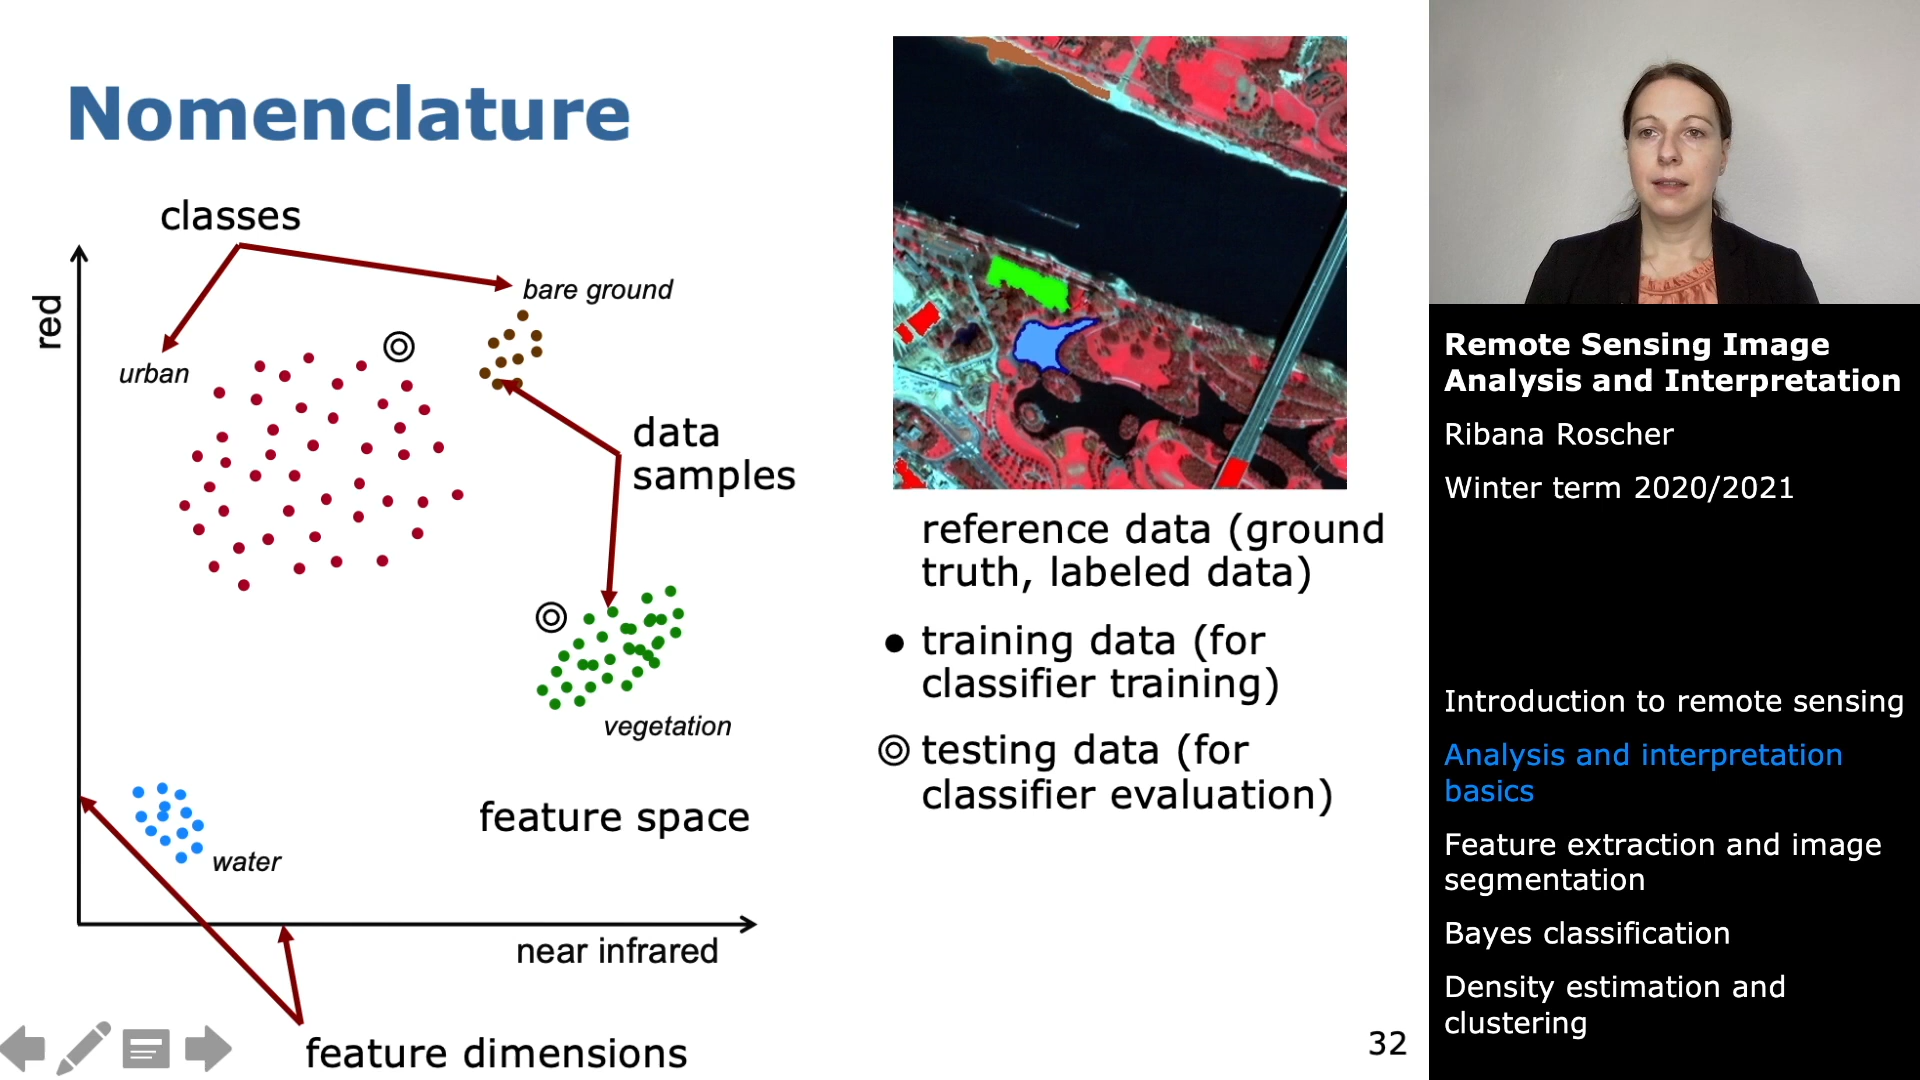 Nomenclature
classes
bare ground
red
urban
data
samples
vegetation
feature space
water
near infrared
feature dimensions
reference data (ground
truth, labeled data)
training data (for
classifier training)
testing data (for
classifier evaluation)
32
Remote Sensing Image
Analysis and Interpretation
Ribana Roscher
Winter term 2020/2021
Introduction to remote sensing
Analysis and interpretation
basics
Feature extraction and image
segmentation
Bayes classification
Density estimation and
clustering